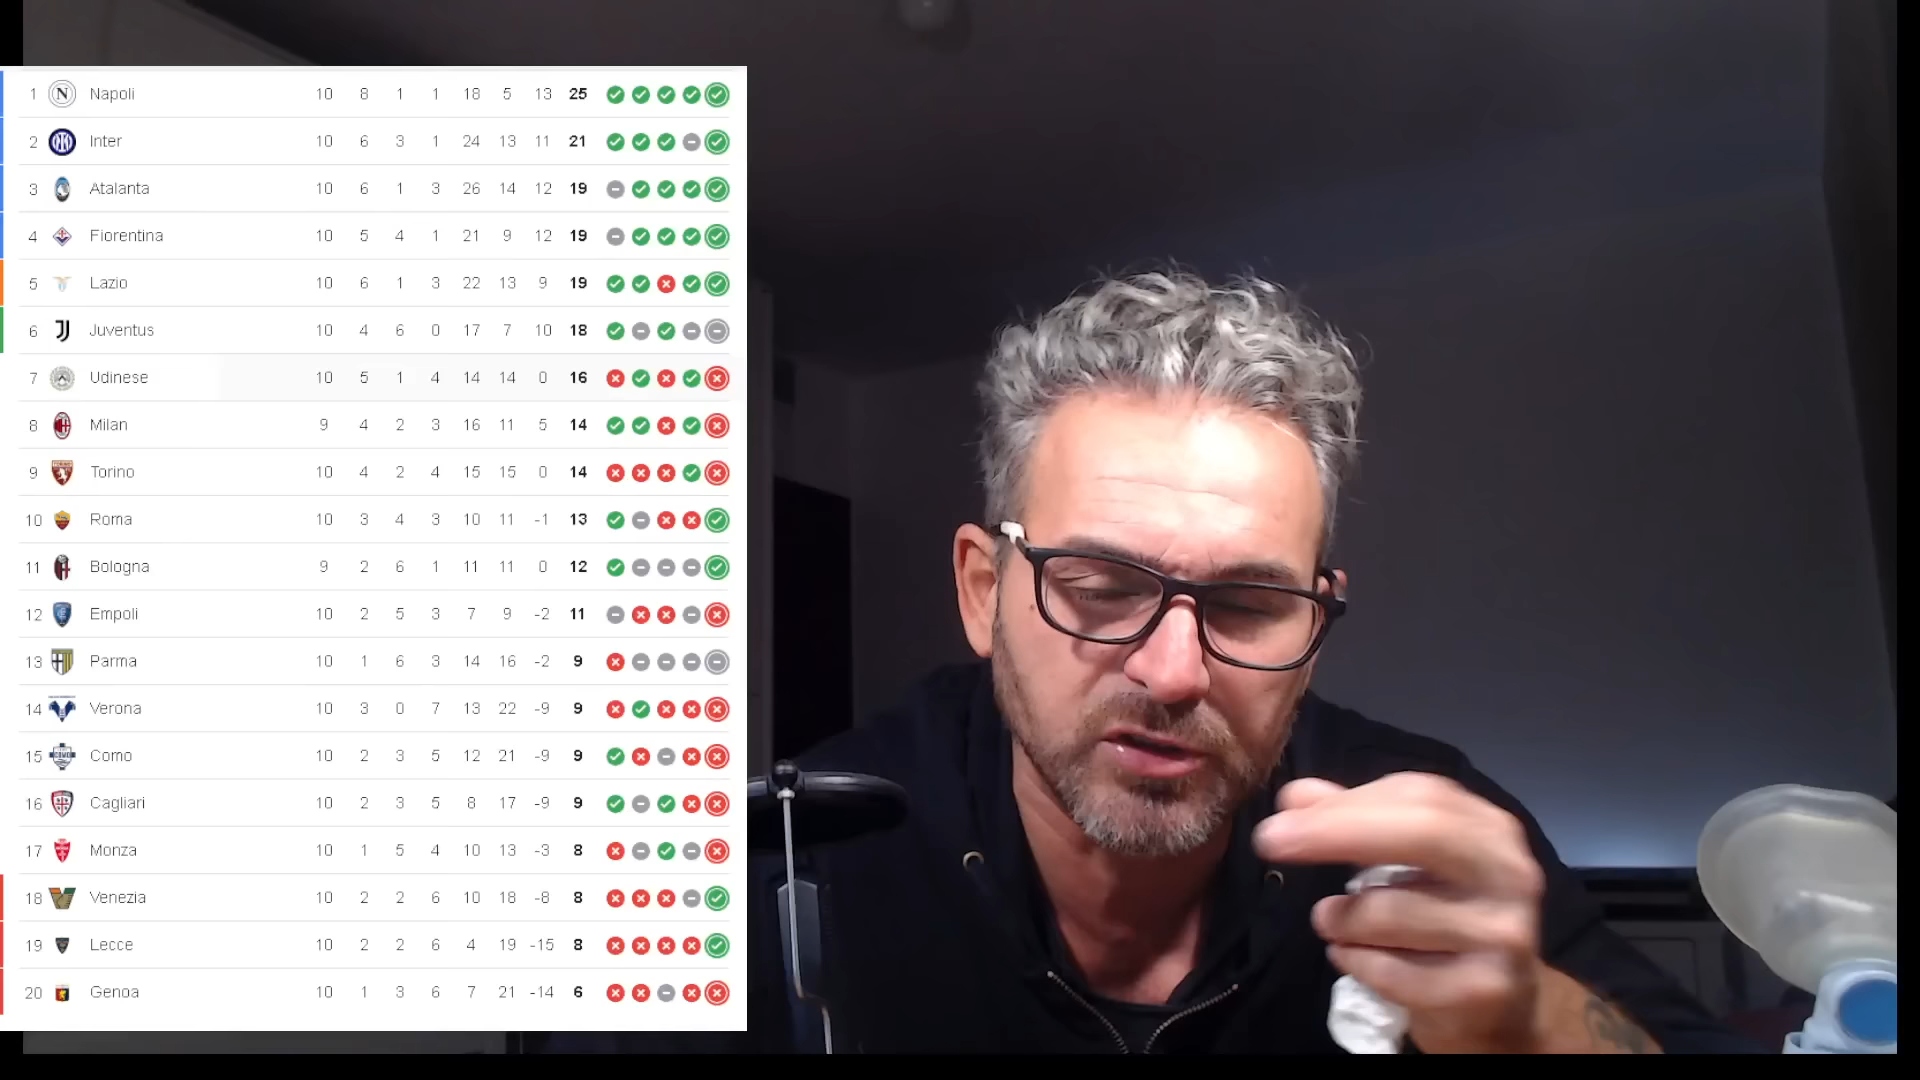 1 Napoli 10 8 1 1 18 5 13 25
2 Inter 10 6 3 1 24 13 11 21
3 Atalanta 10 6 1 3 26 14 12 19
4 Fiorentina 10 5 4 1 21 9 12 19
5 Lazio 10 6 1 3 22 13 9 19
6 Juventus 10 4 6 0 17 7 10 18
7 Udinese 10 5 1 4 14 14 0 16
8 Milan 9 4 2 3 16 11 5 14
9 Torino 10 4 2 4 15 15 0 14
10 Roma 10 3 4 3 10 11 -1 13
11 Bologna 9 2 6 1 11 11 0 12
12 Empoli 10 2 5 3 7 9 -2 11
13 Parma 10 1 6 3 14 16 -2 9
14 Verona 10 3 0 7 13 22 -9 9
15 Como 10 2 3 5 12 21 -9 9
16 Cagliari 10 2 3 5 8 17 -9 9
17 Monza 10 1 5 4 10 13 -3 8
18 Venezia 10 2 2 6 10 18 -8 8
19 Lecce 10 2 2 6 4 19 -15 8
20 Genoa 10 1 3 6 7 21 -14 6